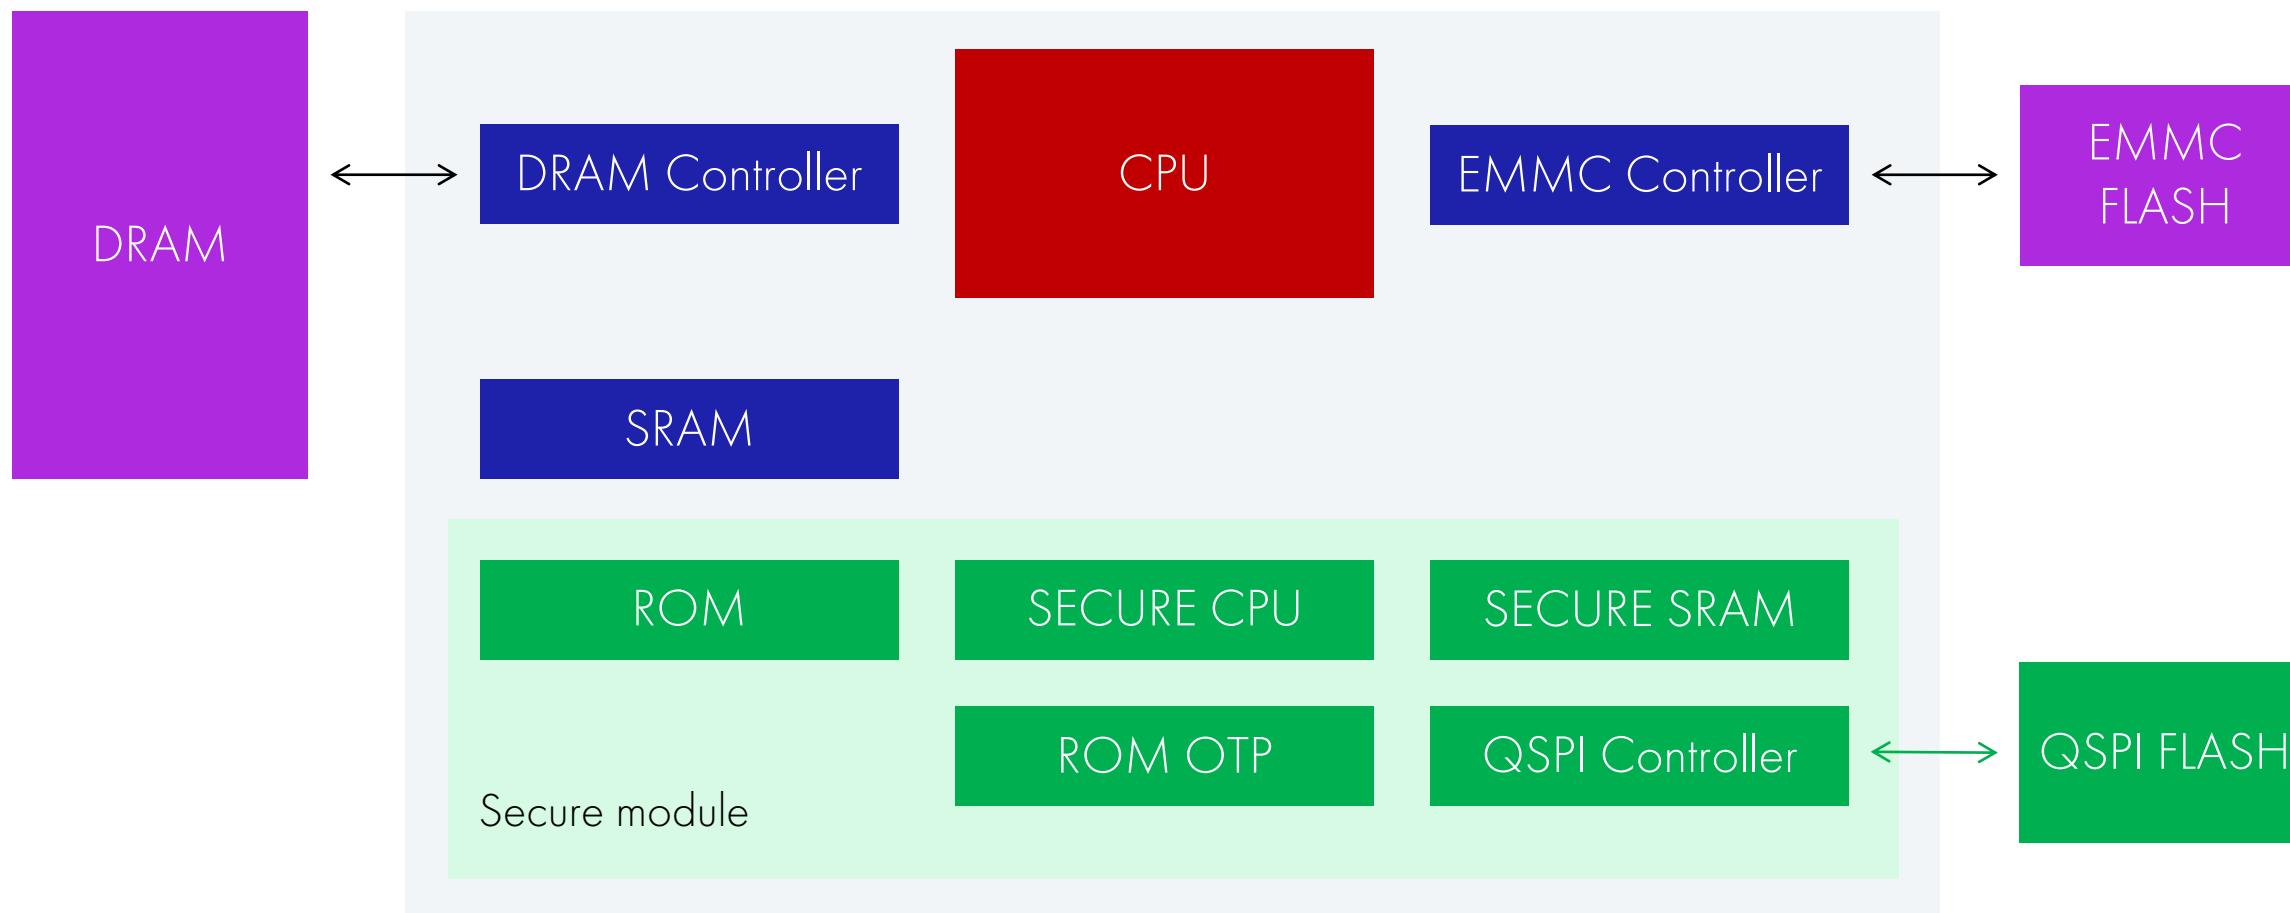 DRAM
DRAM Controller
CPU
EMMC Controller
EMMC
FLASH
SRAM
ROM
SECURE CPU
SECURE SRAM
ROM OTP
QSPI Controller
QSPI FLASH
Secure module